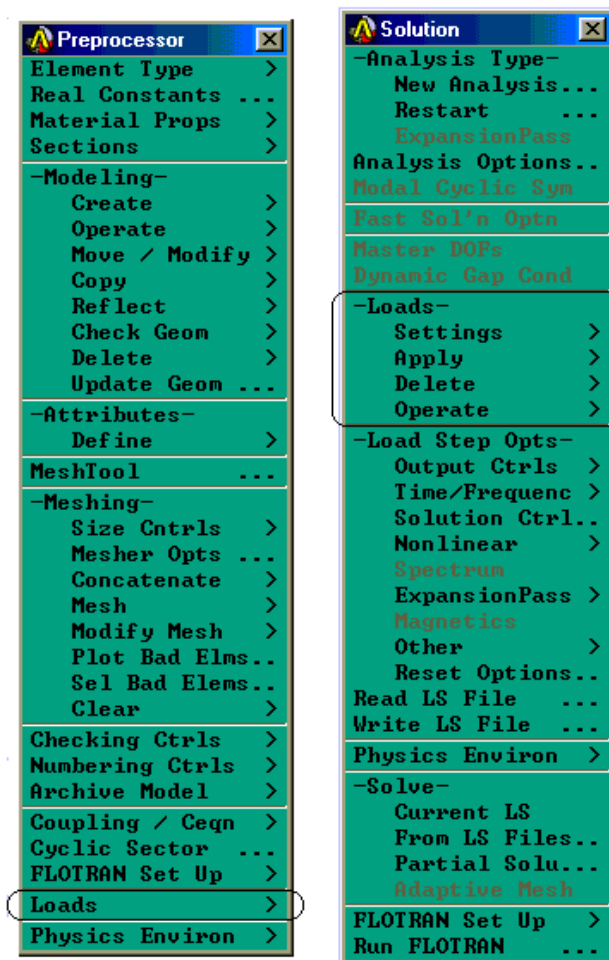 Preprocessor
Element Type >
Real Constants ...
Material Props >
Sections >
-Modeling-
Create >
Operate >
Move / Modify >
Copy >
Reflect >
Check Geom >
Delete >
Update Geom ...
-Attributes-
Define >
MeshTool ...
-Meshing-
Size Cntrls >
Mesher Opts ...
Concatenate >
Mesh >
Modify Mesh >
Plot Bad Elms..
Sel Bad Elems..
Clear >
Checking Ctrls >
Numbering Ctrls >
Archive Model >
Coupling / Ceqn >
Cyclic Sector ...
FLOTRAN Set Up >
Loads >
Physics Environ >
Solution
-Analysis Type-
New Analysis...
Restart ...
ExpansionPass
Analysis Options..
Modal Cyclic Sym
Fast Sol'n Optn
Master DOFs
Dynamic Gap Cond
-Loads-
Settings >
Apply >
Delete >
Operate >
-Load Step Opts-
Output Ctrls >
Time/Frequenc >
Solution Ctrl..
Nonlinear >
Spectrum
ExpansionPass >
Magnetics
Other >
Reset Options..
Read LS File ...
Write LS File ...
Physics Environ >
-Solve-
Current LS
From LS Files..
Partial Solu...
Adaptive Mesh
FLOTRAN Set Up >
Run FLOTRAN ...